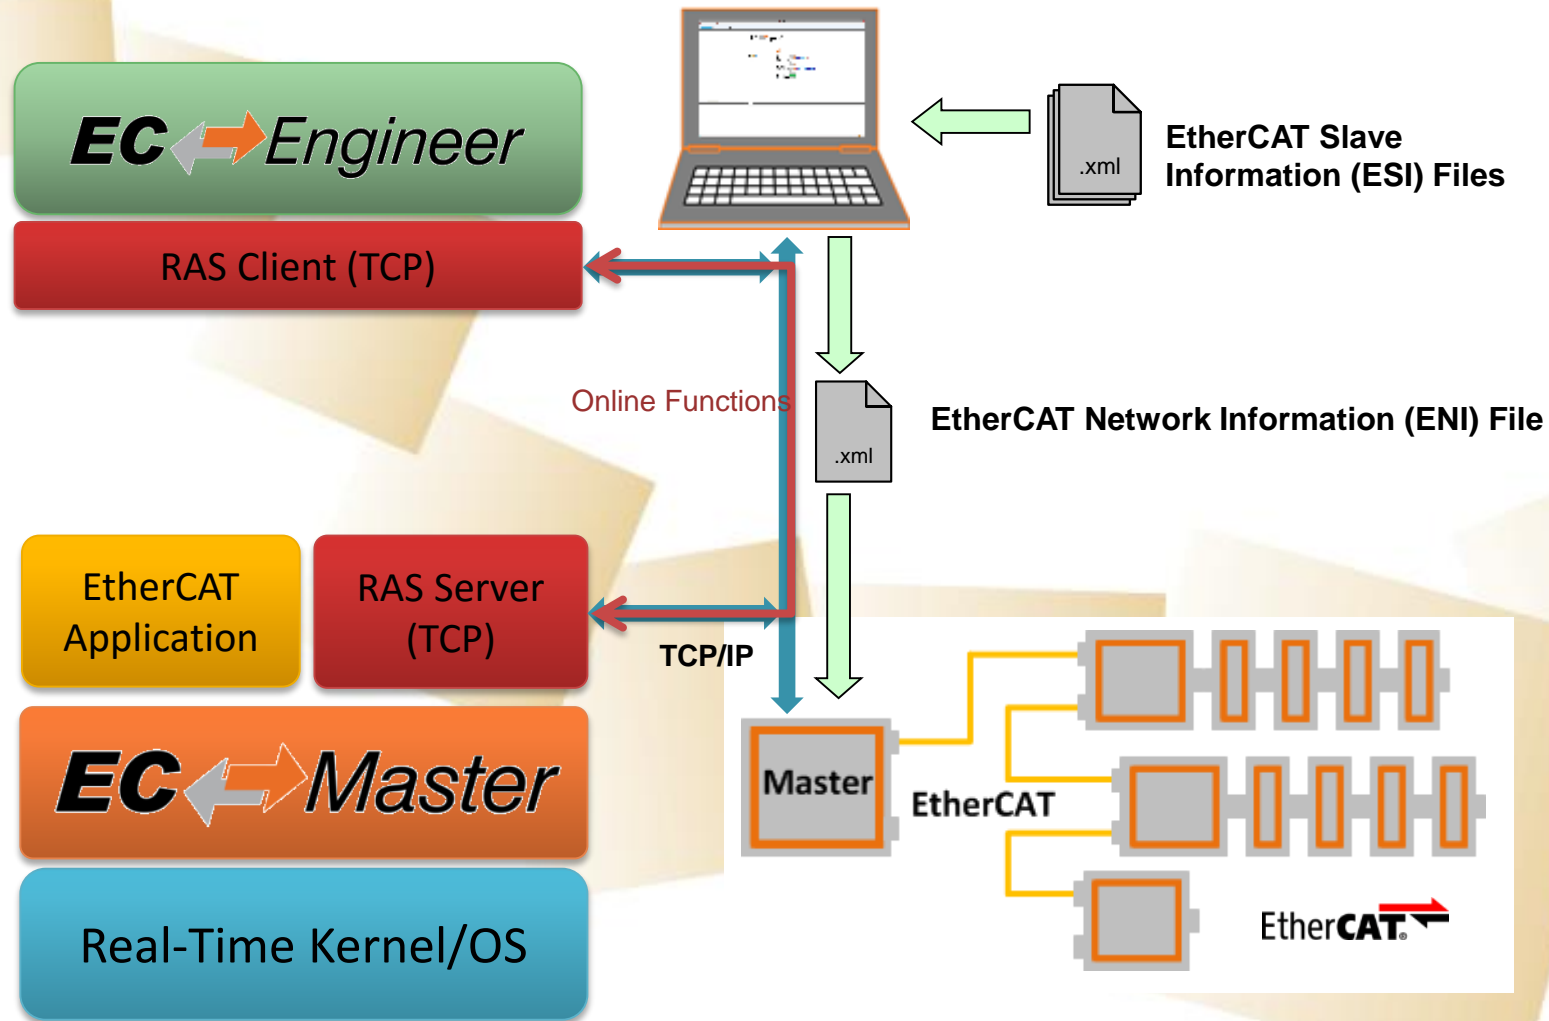 EC Engineer
RAS Client (TCP)
.xml
EtherCAT Slave
Information (ESI) Files
Online Functions
.xml
EtherCAT Network Information (ENI) File
EtherCAT
Application
RAS Server
(TCP)
TCP/IP
EC Master
Real-Time Kernel/OS
Master
EtherCAT
EtherCAT®